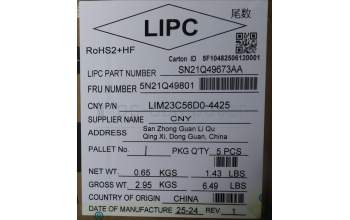 LIPC
尾数
RoHS2+HF
Carton ID 5F10482506120001
LIPC PART NUMBER SN21Q49673AA
FRU NUMBER 5N21Q49801
CNY P/N LIM23C56D0-4425
SUPPLIER NAME CNY
ADDRESS San Zhong Guan Li Qu
Qing Xi, Dong Guan, China
PALLET NO. 1 PKG Q'TY 5 PCS
NET WT. 0.65 KGS 1.43 LBS
GROSS WT 2.95 KGS 6.49 LBS
COUNTRY OF ORIGIN CHINA
DATE OF MANUFACTURE 25-24 REV